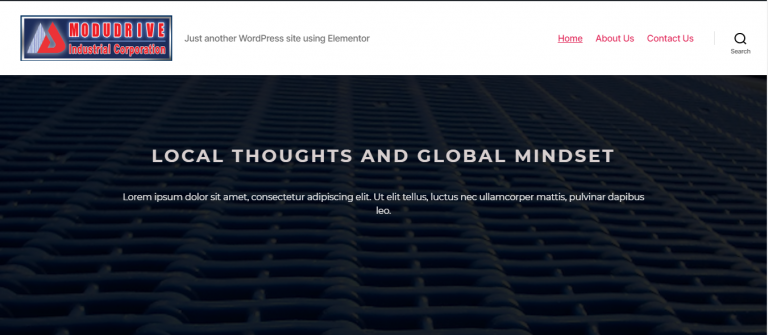 MODUDRIVE
Industrial Corporation
Just another WordPress site using Elementor
Home About Us Contact Us
Search
LOCAL THOUGHTS AND GLOBAL MINDSET
Lorem ipsum dolor sit amet, consectetur adipiscing elit. Ut elit tellus, luctus nec ullamcorper mattis, pulvinar dapibus
leo.